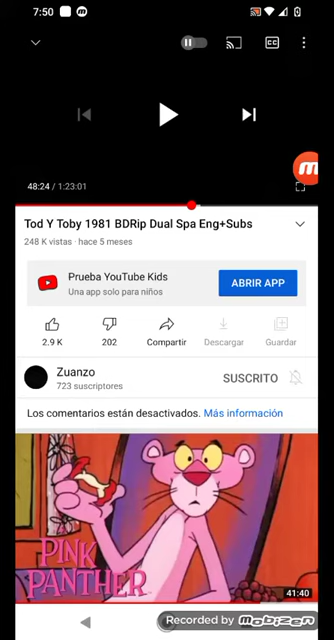 7:50
CC
48:24 / 1:23:01
Tod Y Toby 1981 BDRip Dual Spa Eng+Subs
248 K vistas · hace 5 meses
Prueba YouTube Kids
Una app solo para niños
ABRIR APP
2.9 K
202
Compartir
Descargar
Guardar
Zuanzo
723 suscriptores
SUSCRITO
Los comentarios están desactivados. Más información
PINK
PANTHER
41:40
Recorded by mobizen